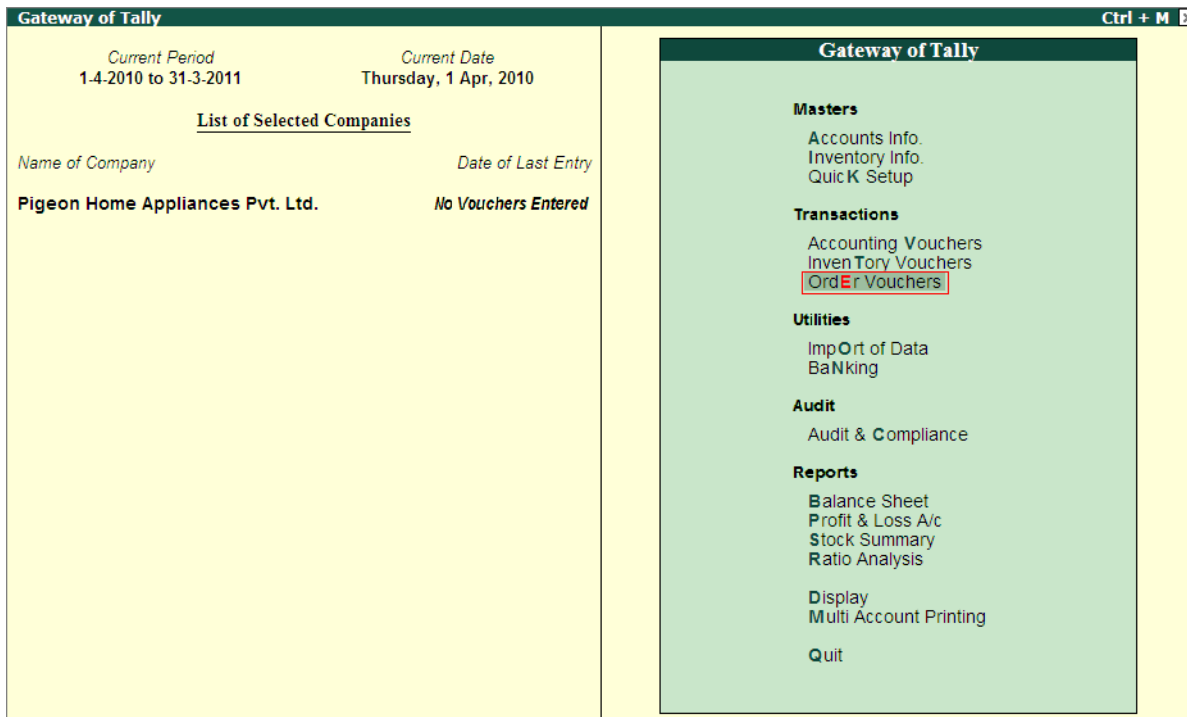 Gateway of Tally
Ctrl + M
Current Period
Current Date
1-4-2010 to 31-3-2011
Thursday, 1 Apr, 2010
List of Selected Companies
Name of Company
Date of Last Entry
Pigeon Home Appliances Pvt. Ltd.
No Vouchers Entered
Gateway of Tally
Masters
Accounts Info.
Inventory Info.
QuicK Setup
Transactions
Accounting Vouchers
InvenTory Vouchers
OrdEr Vouchers
Utilities
ImpOrt of Data
BaNking
Audit
Audit & Compliance
Reports
Balance Sheet
Profit & Loss A/c
Stock Summary
Ratio Analysis
Display
Multi Account Printing
Quit